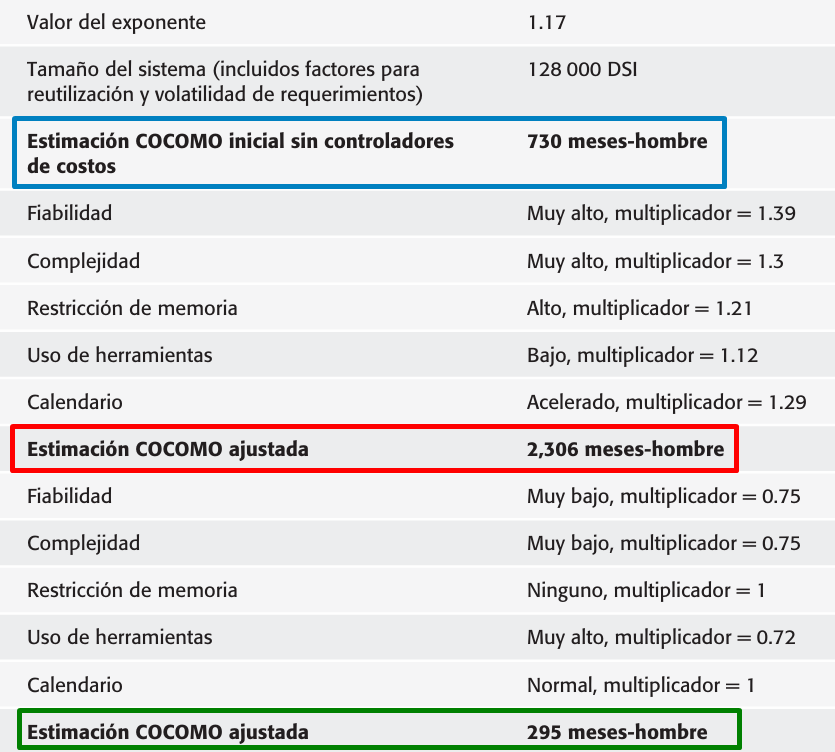 Valor del exponente 1.17
Tamaño del sistema (incluidos factores para 128 000 DSI
reutilización y volatilidad de requerimientos)
Estimación COCOMO inicial sin controladores 730 meses-hombre
de costos
Fiabilidad Muy alto, multiplicador = 1.39
Complejidad Muy alto, multiplicador = 1.3
Restricción de memoria Alto, multiplicador = 1.21
Uso de herramientas Bajo, multiplicador = 1.12
Calendario Acelerado, multiplicador = 1.29
Estimación COCOMO ajustada 2,306 meses-hombre
Fiabilidad Muy bajo, multiplicador = 0.75
Complejidad Muy bajo, multiplicador = 0.75
Restricción de memoria Ninguno, multiplicador = 1
Uso de herramientas Muy alto, multiplicador = 0.72
Calendario Normal, multiplicador = 1
Estimación COCOMO ajustada 295 meses-hombre